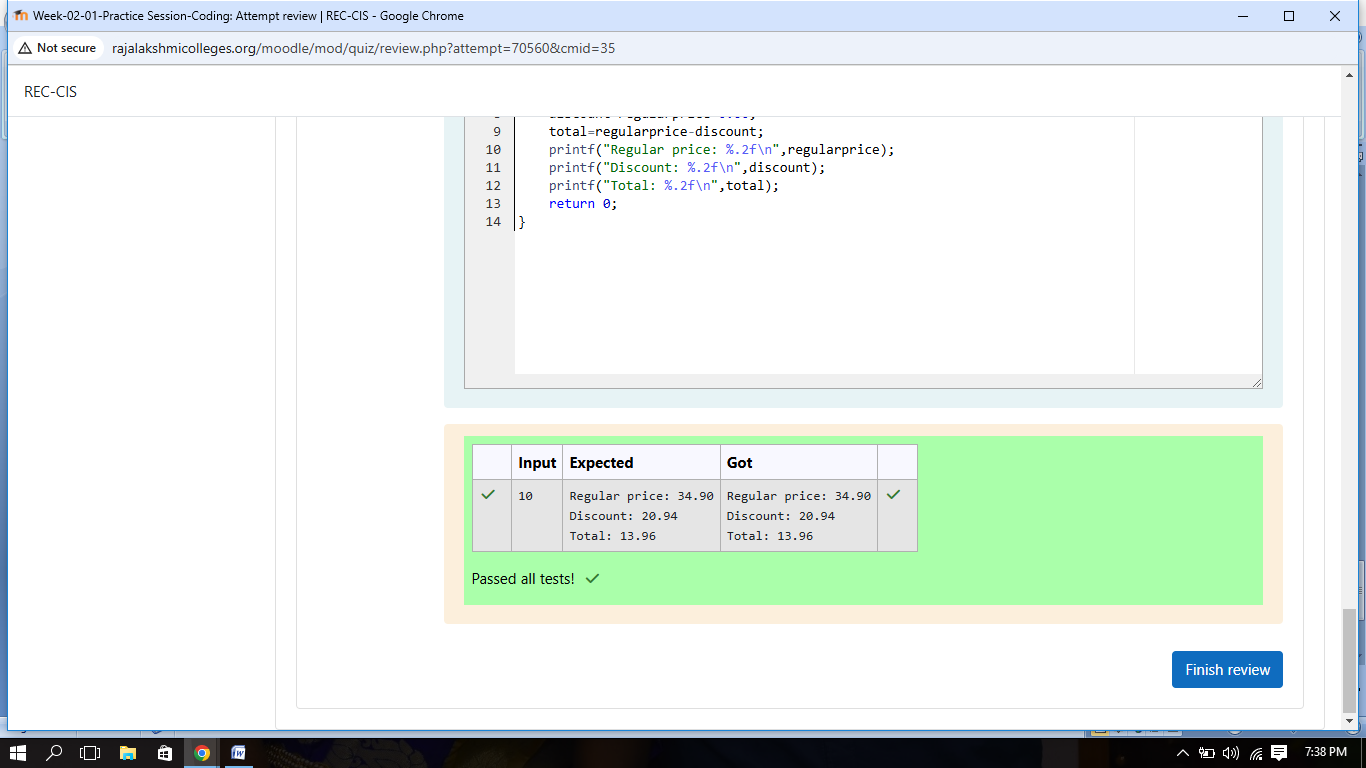 Week-02-01-Practice Session-Coding: Attempt review | REC-CIS - Google Chrome
Not secure rajalakshmicolleges.org/moodle/mod/quiz/review.php?attempt=70560&cmid=35
REC-CIS
9 total=regularprice-discount;
10 printf("Regular price: %.2f\n",regularprice);
11 printf("Discount: %.2f\n",discount);
12 printf("Total: %.2f\n",total);
13 return 0;
14 }
Input Expected Got
10 Regular price: 34.90 Regular price: 34.90
Discount: 20.94 Discount: 20.94
Total: 13.96 Total: 13.96
Passed all tests!
Finish review
7:38 PM